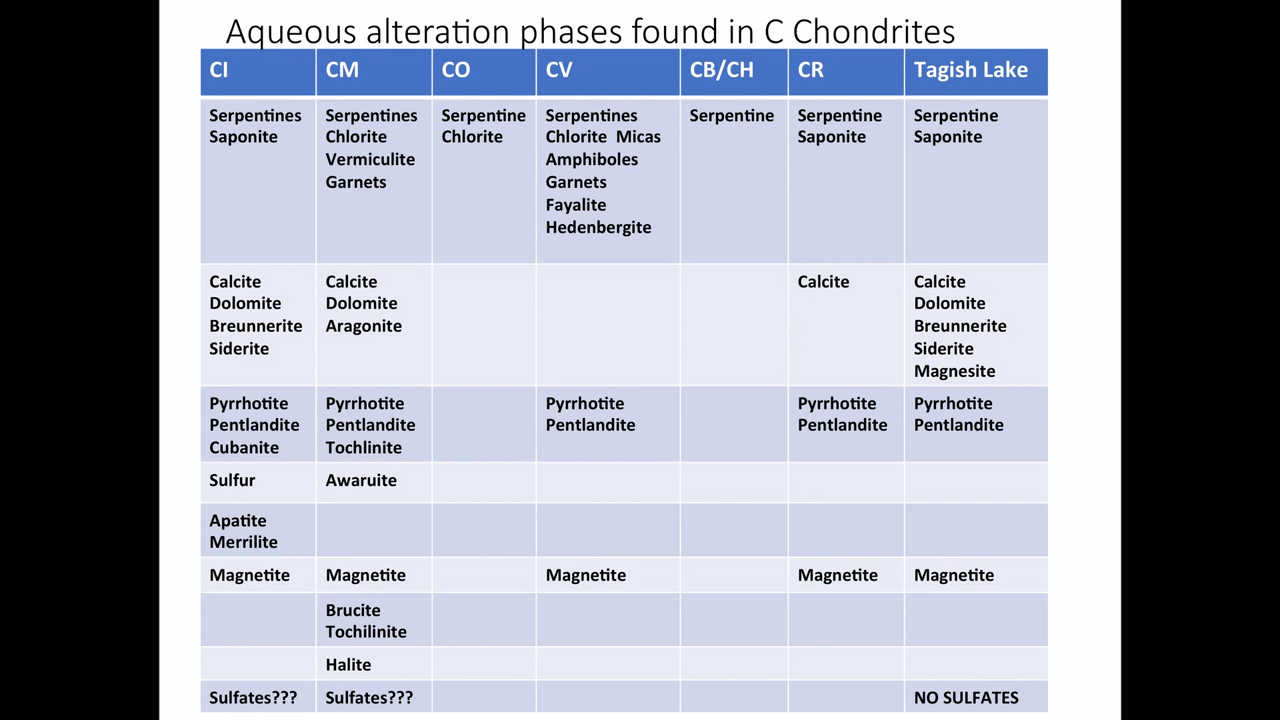 Aqueous alteration phases found in C Chondrites
CI CM CO CV CB/CH CR Tagish Lake
Serpentines Serpentines Serpentine Serpentines Serpentine Serpentine Serpentine
Saponite Chlorite Chlorite Chlorite Micas Saponite Saponite
Vermiculite Amphiboles
Garnets Garnets
Fayalite
Hedenbergite
Calcite Calcite Calcite Calcite
Dolomite Dolomite Dolomite
Breunnerite Aragonite Breunnerite
Siderite Siderite
Magnesite
Pyrrhotite Pyrrhotite Pyrrhotite Pyrrhotite Pyrrhotite
Pentlandite Pentlandite Pentlandite Pentlandite Pentlandite
Cubanite Tochlinite
Sulfur Awaruite
Apatite
Merrilite
Magnetite Magnetite Magnetite Magnetite Magnetite
Brucite
Tochilinite
Halite
Sulfates??? Sulfates??? NO SULFATES